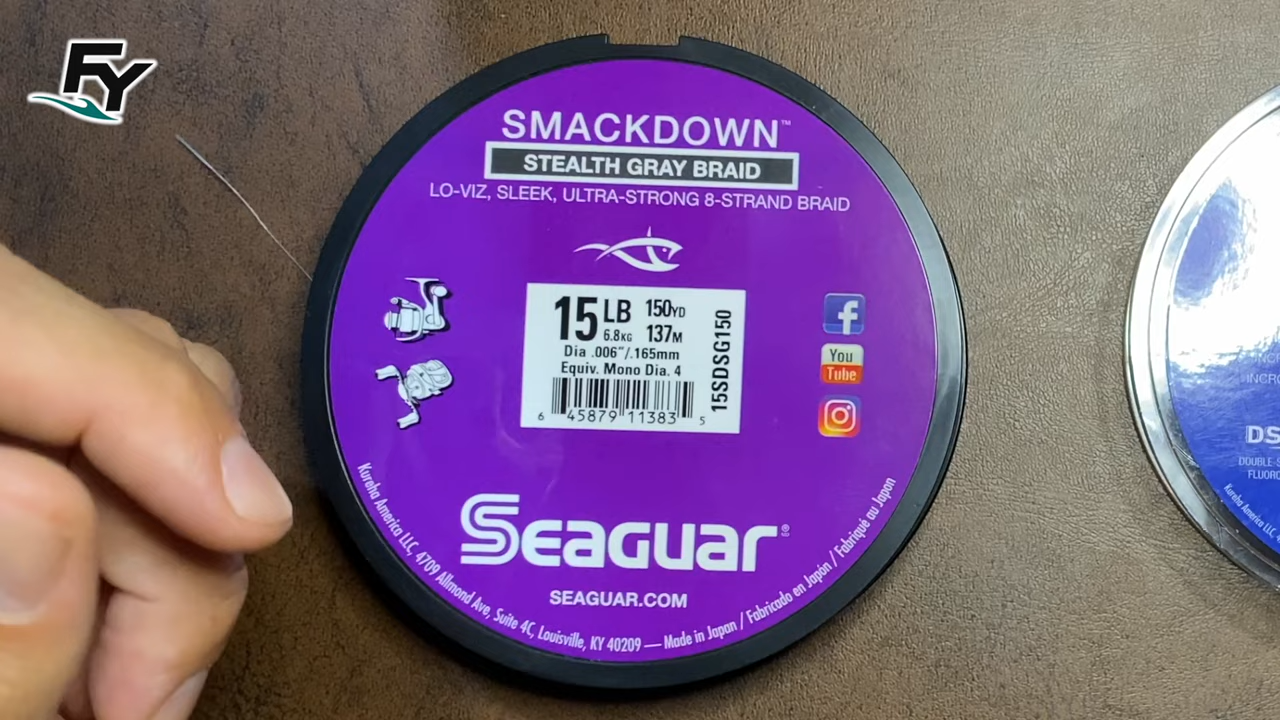 FY
SMACKDOWN™
STEALTH GRAY BRAID
LO-VIZ, SLEEK, ULTRA-STRONG 8-STRAND BRAID
15 LB 150YD
6.8KG 137M
Dia .006"/.165mm
Equiv. Mono Dia. 4
6 45879 11383 5
15SDSG150
f
You
Tube
SEAGUAR®
SEAGUAR.COM
Kureha America LLC, 4709 Allmond Ave, Suite 4C, Louisville, KY 40209 — Made in Japan / Fabricado en Japón / Fabriqué au Japon
DS
Kureha America LLC